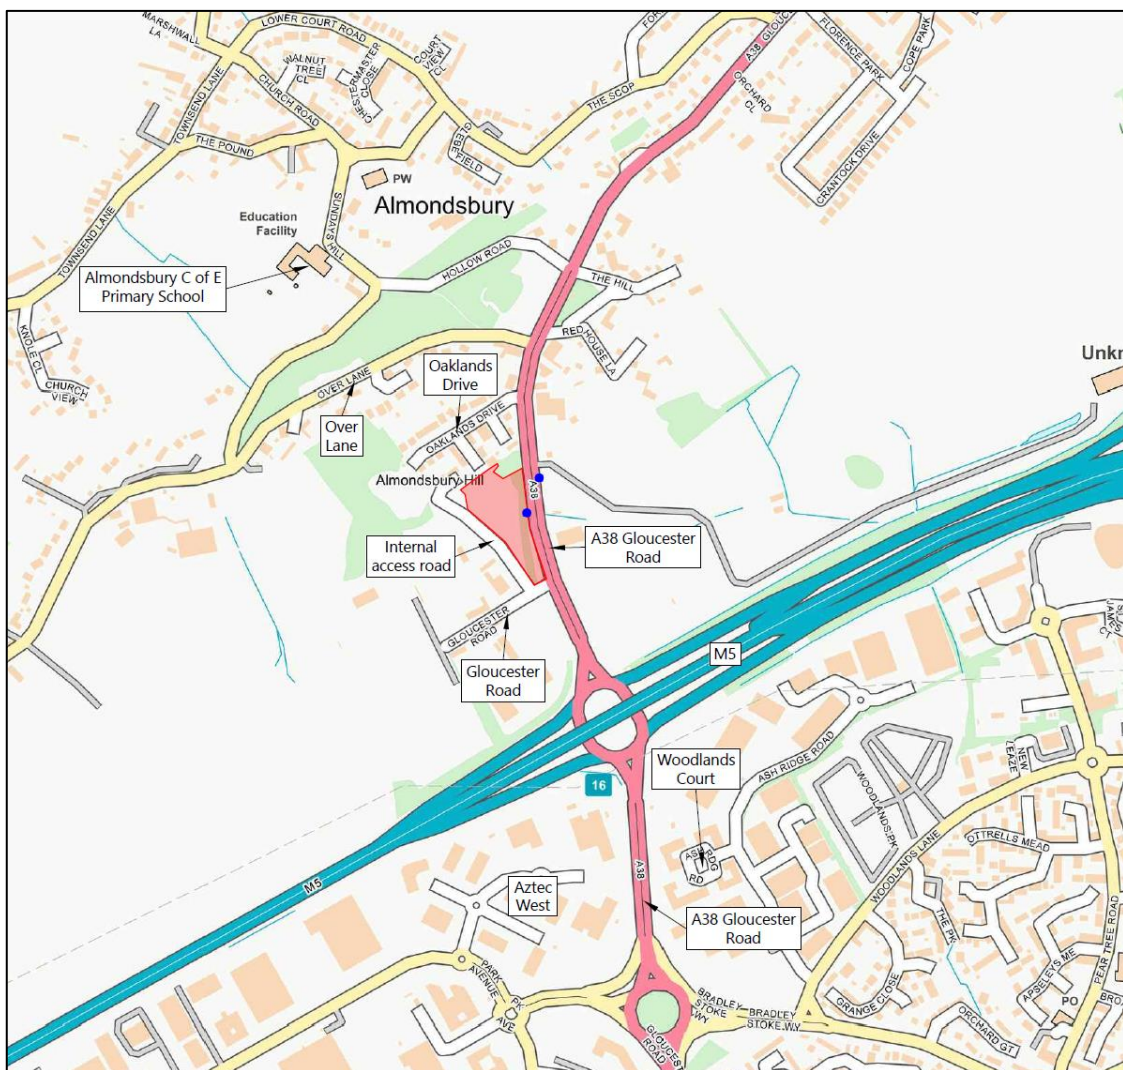 MARSHWALL
LA
LOWER COURT ROAD
WALNUT
TREE
CL
CHESTERMASTER
CLOSE
COURT
VIEW
CL
TOWNSEND LANE
CHURCH ROAD
THE POUND
GLEBE
FIELD
THE SCOP
A38 GLOUC
ORCHARD
CL
FLORENCE PARK
COPE PARK
CRANTOCK DRIVE
PW
Almondsbury
Education
Facility
SUNDAYS HILL
TOWNSEND LANE
Almondsbury C of E
Primary School
HOLLOW ROAD
THE HILL
RED
HOUSE LA
KNOLE CL
CHURCH
VIEW
Oaklands
Drive
OVER LANE
Over
Lane
OAKLANDS DRIVE
Almondsbury Hill
A38
Unkn
Internal
access road
A38 Gloucester
Road
GLOUCESTER
ROAD
Gloucester
Road
M5
JAMES CL
NEW
LEAZE
Woodlands
Court
ASH RIDGE ROAD
WOODLANDS PK
WOODLANDS LANE
16
OTTRELLS MEAD
ASH RDG
RD
M5
A38
Aztec
West
A38 Gloucester
Road
THE PK
APSELEYS ME
PEAR TREE ROAD
PARK
AVENUE
PK
AVE
BRADLEY
STOKE
WY
BRADLEY
STOKE WY
GRANGE CLOSE
ORCHARD GT
PO
BRO
GLOUCEST
ROAD